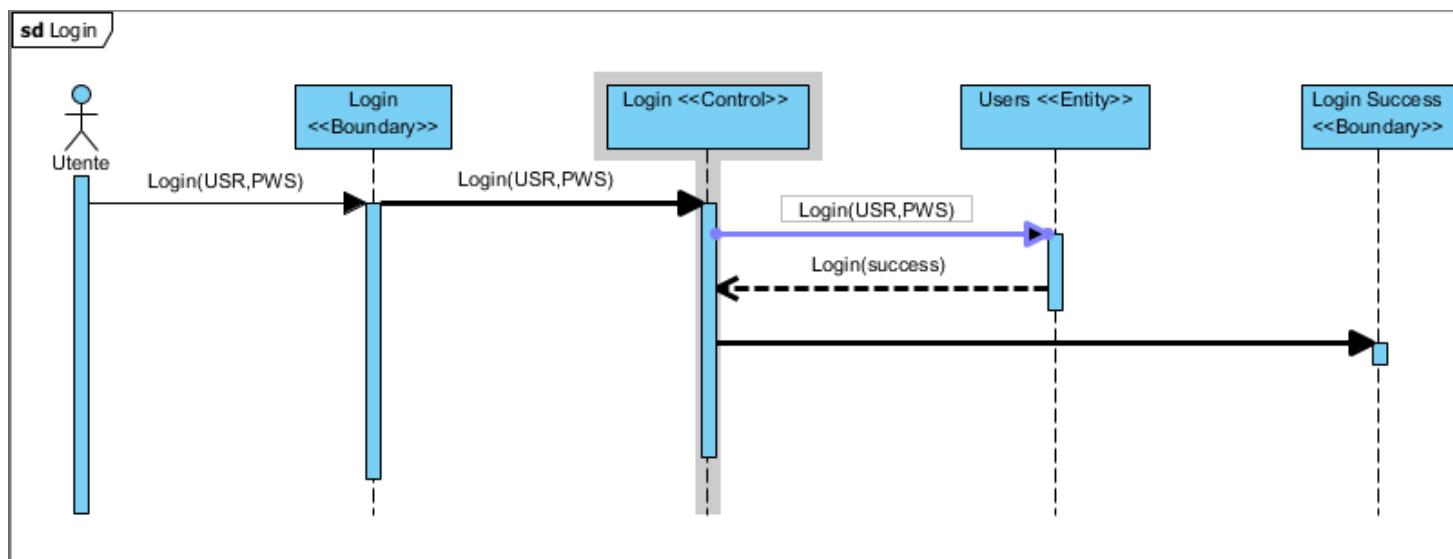 sd Login
Login
<<Boundary>>
Login <<Control>>
Users <<Entity>>
Login Success
<<Boundary>>
Utente
Login(USR,PWS)
Login(USR,PWS)
Login(USR,PWS)
Login(success)